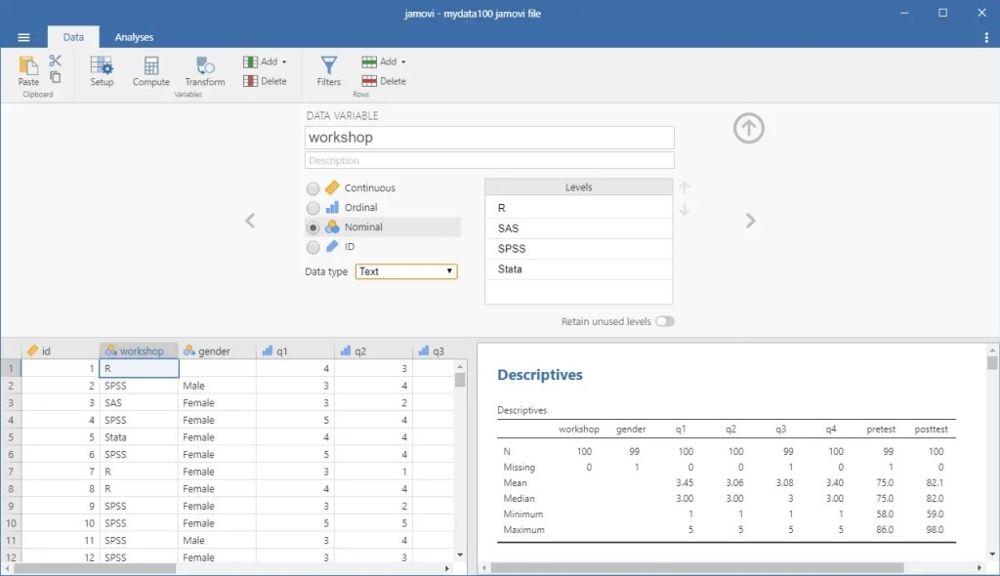 jamovi - mydata100 jamovi file
Data Analyses
Paste Setup Compute Transform Add Delete Filters Add Delete
Clipboard Variables Rows
DATA VARIABLE
workshop
Description
Continuous
Ordinal
Nominal
ID
Data type Text
Levels
R
SAS
SPSS
Stata
Retain unused levels
id workshop gender q1 q2 q3
1 1 R 4 3
2 2 SPSS Male 3 4
3 3 SAS Female 3 2
4 4 SPSS Female 5 4
5 5 Stata Female 4 4
6 6 SPSS Female 5 4
7 7 R Female 3 1
8 8 R Female 4 4
9 9 SPSS Female 3 2
10 10 SPSS Female 5 5
11 11 SPSS Male 3 4
12 12 SPSS Female 3 3
Descriptives
Descriptives
workshop gender q1 q2 q3 q4 pretest posttest
N 100 99 100 100 99 100 99 100
Missing 0 1 0 0 1 0 1 0
Mean 3.45 3.06 3.08 3.40 75.0 82.1
Median 3.00 3.00 3 3.00 75.0 82.0
Minimum 1 1 1 1 58.0 59.0
Maximum 5 5 5 5 86.0 98.0